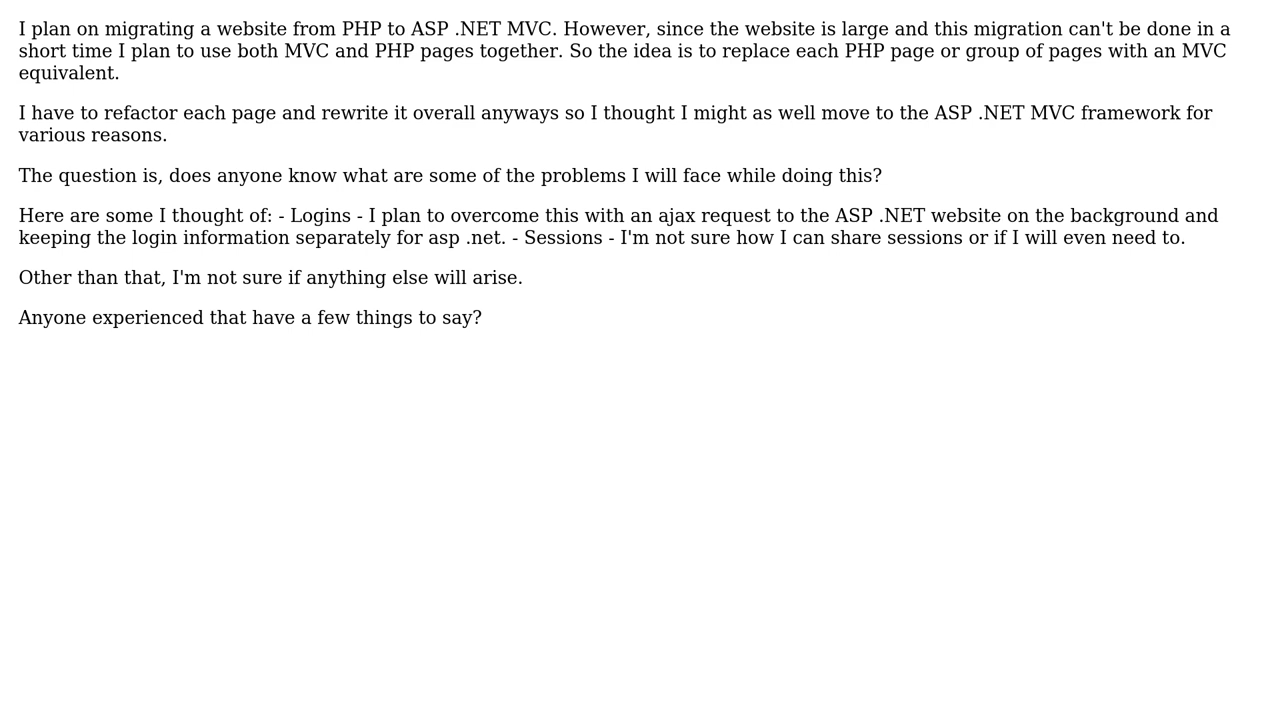 I plan on migrating a website from PHP to ASP .NET MVC. However, since the website is large and this migration can't be done in a
short time I plan to use both MVC and PHP pages together. So the idea is to replace each PHP page or group of pages with an MVC
equivalent.
I have to refactor each page and rewrite it overall anyways so I thought I might as well move to the ASP .NET MVC framework for
various reasons.
The question is, does anyone know what are some of the problems I will face while doing this?
Here are some I thought of: - Logins - I plan to overcome this with an ajax request to the ASP .NET website on the background and
keeping the login information separately for asp .net. - Sessions - I'm not sure how I can share sessions or if I will even need to.
Other than that, I'm not sure if anything else will arise.
Anyone experienced that have a few things to say?